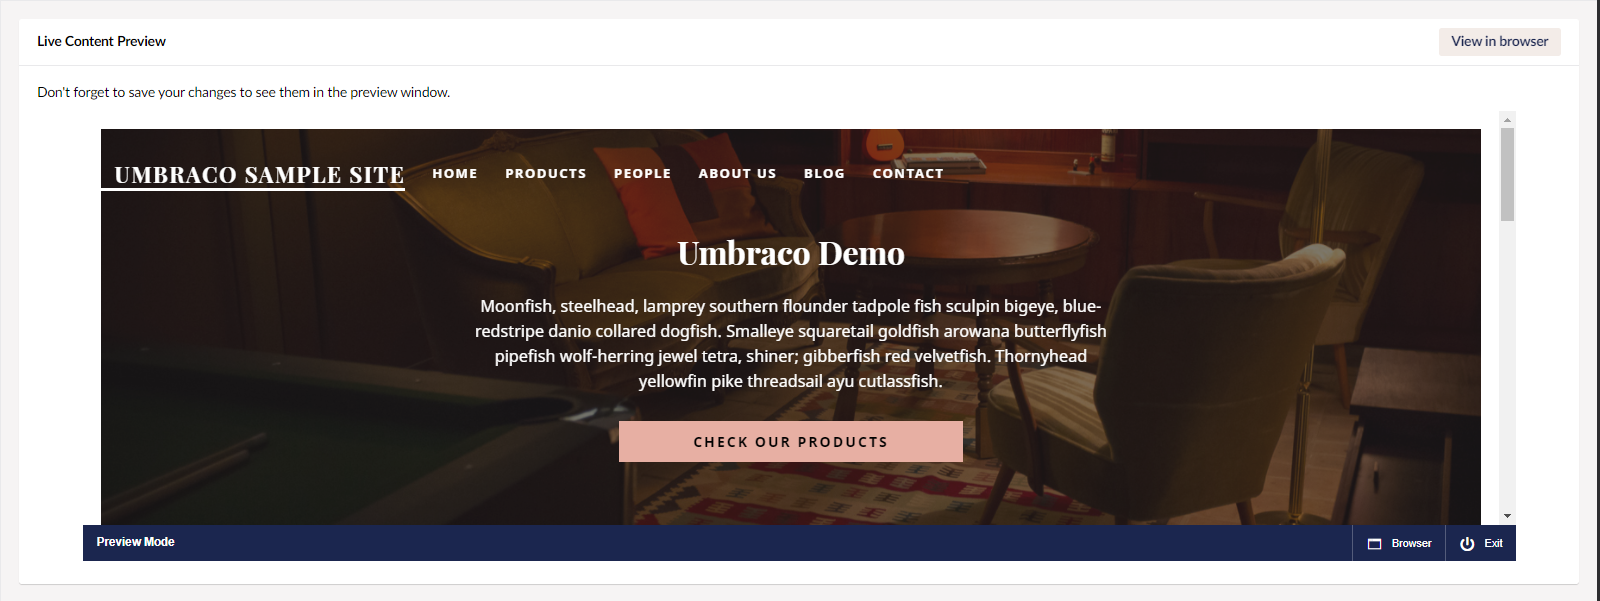 Live Content Preview
View in browser
Don't forget to save your changes to see them in the preview window.
UMBRACO SAMPLE SITE
HOME PRODUCTS PEOPLE ABOUT US BLOG CONTACT
Umbraco Demo
Moonfish, steelhead, lamprey southern flounder tadpole fish sculpin bigeye, blue-
redstripe danio collared dogfish. Smalleye squaretail goldfish arowana butterflyfish
pipefish wolf-herring jewel tetra, shiner; gibberfish red velvetfish. Thornyhead
yellowfin pike threadsail ayu cutlassfish.
CHECK OUR PRODUCTS
Preview Mode
Browser
Exit